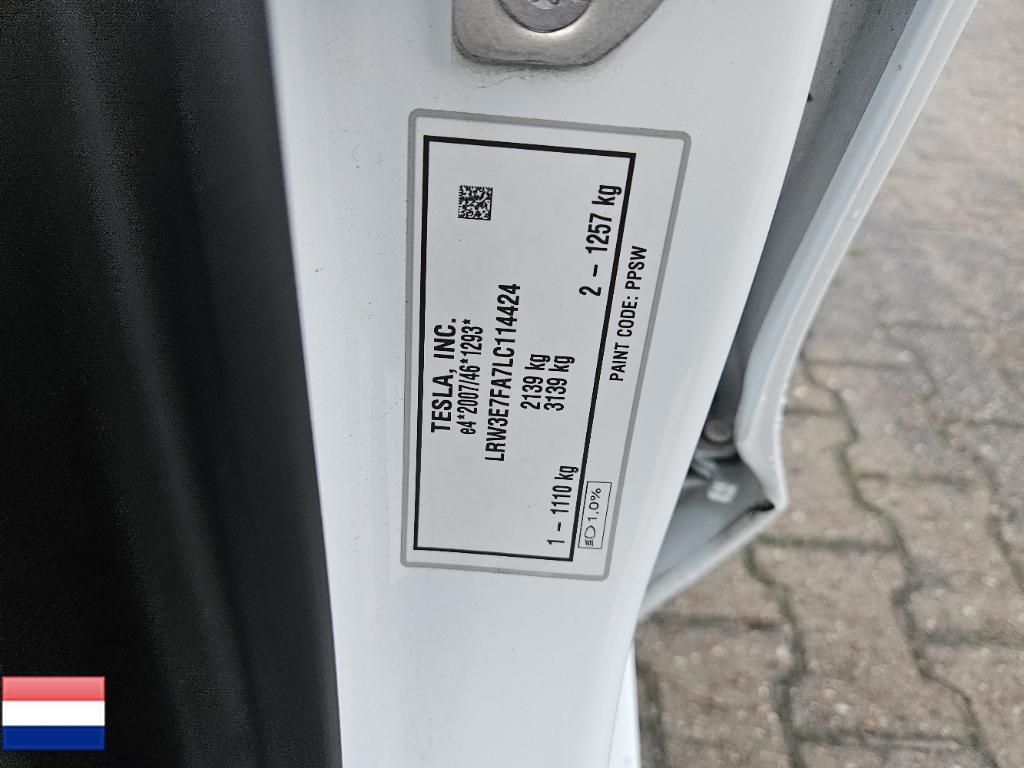 TESLA, INC.
e4*2007/46*1293*
LRW3E7FA7LC114424
2139 kg
3139 kg
1 – 1110 kg 2 – 1257 kg
1.0% PAINT CODE: PPSW